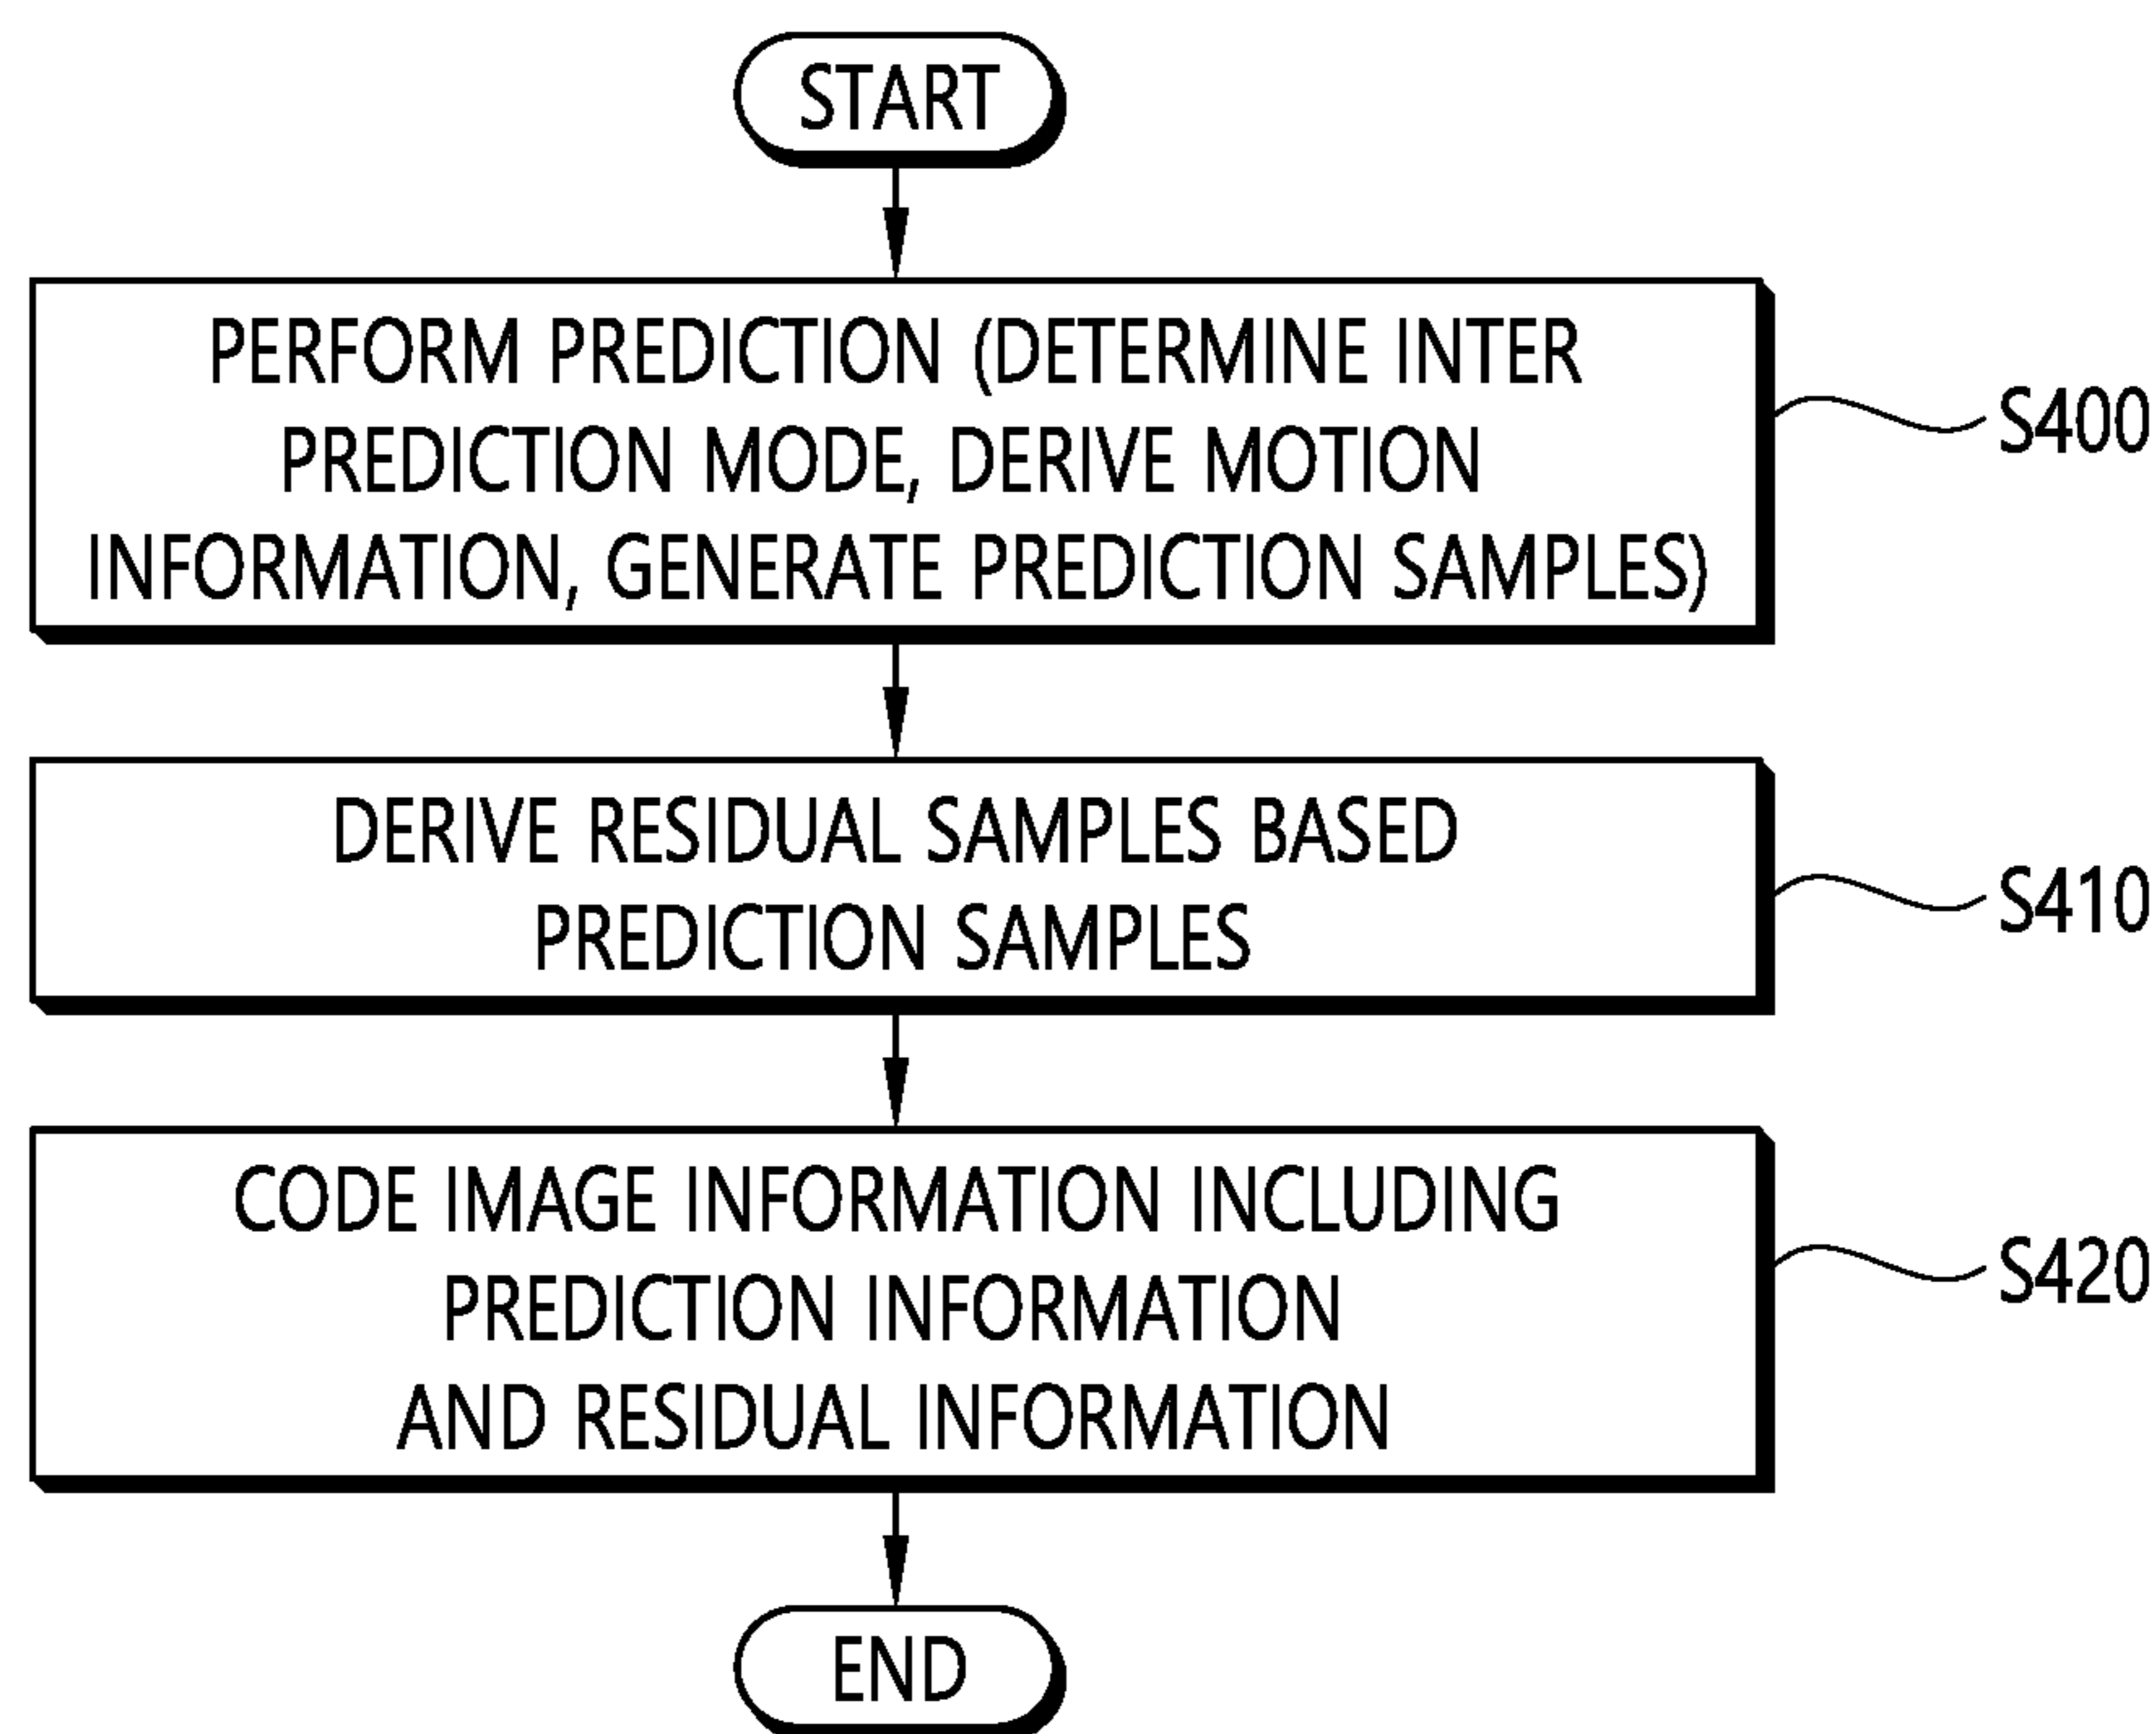 START
PERFORM PREDICTION (DETERMINE INTER
PREDICTION MODE, DERIVE MOTION
INFORMATION, GENERATE PREDICTION SAMPLES)
S400
DERIVE RESIDUAL SAMPLES BASED
PREDICTION SAMPLES
S410
CODE IMAGE INFORMATION INCLUDING
PREDICTION INFORMATION
AND RESIDUAL INFORMATION
S420
END